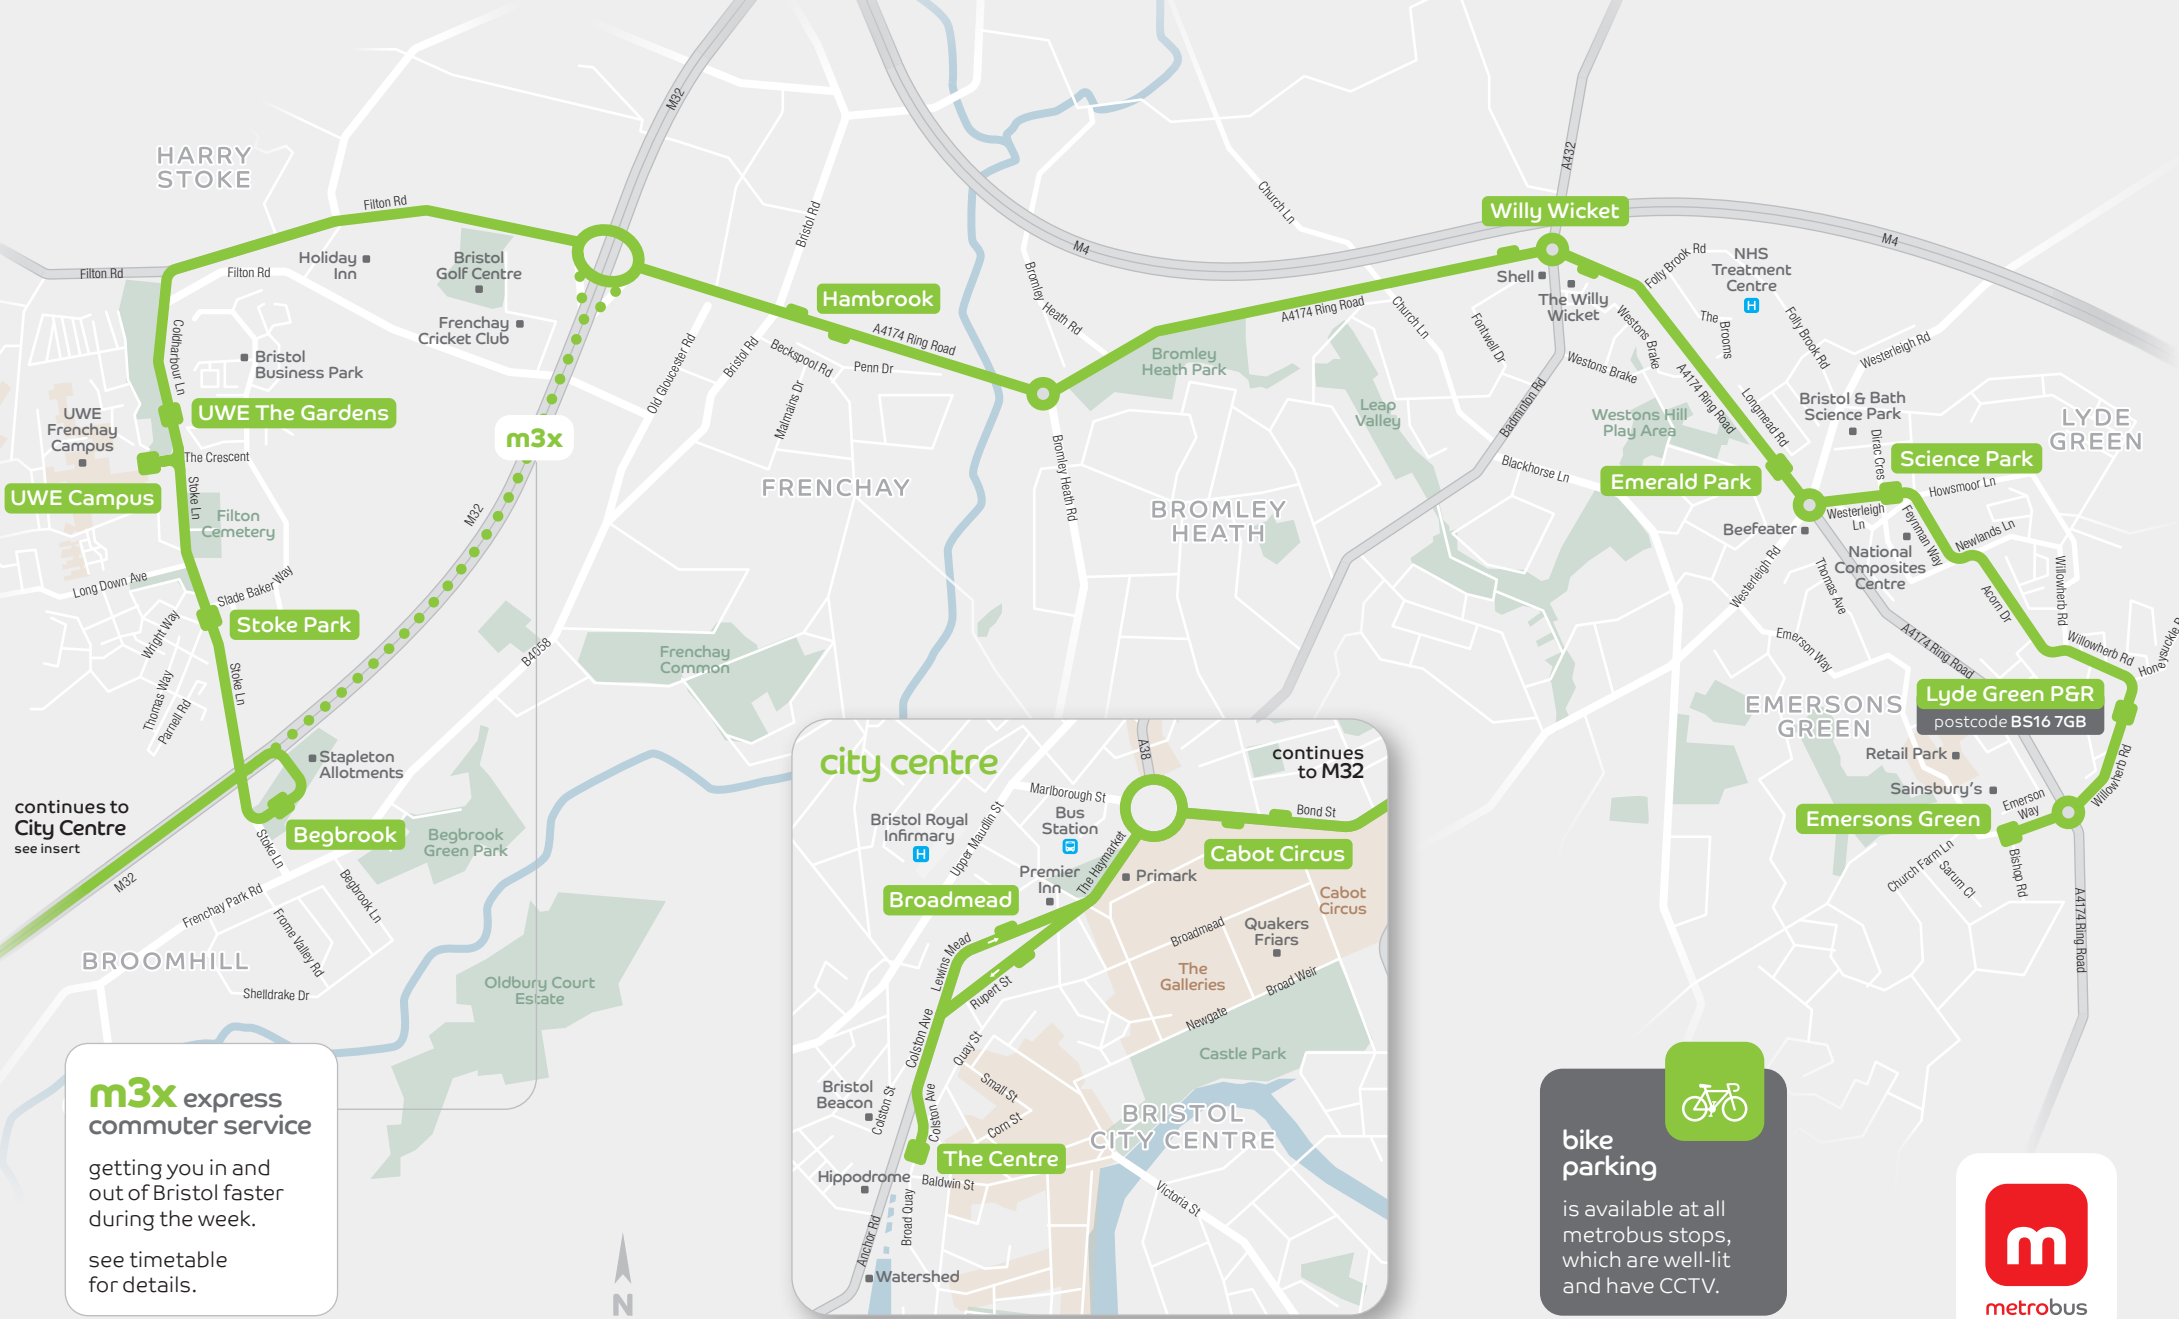 HARRY
STOKE
M32
Filton Rd
Filton Rd
Filton Rd
Holiday
Inn
Bristol
Golf Centre
Frenchay
Cricket Club
Coldharbour Ln
Bristol
Business Park
UWE
Frenchay
Campus
UWE The Gardens
The Crescent
UWE Campus
Stoke Ln
Filton
Cemetery
Long Down Ave
Slade Baker Way
Wright Way
Stoke Park
Thomas Way
Parnell Rd
Stoke Ln
Stapleton
Allotments
continues to
City Centre
see insert
Begbrook
Begbrook
Green Park
Stoke Ln
M32
Frenchay Park Rd
Begbrook Ln
Frome Valley Rd
BROOMHILL
Shelldrake Dr
Oldbury Court
Estate
m3x
M32
B4058
Old Gloucester Rd
Bristol Rd
Bristol Rd
Hambrook
A4174 Ring Road
Beckspool Rd
Penn Dr
Malmains Dr
FRENCHAY
Frenchay
Common
M4
Bromley Heath Rd
Bromley Heath Rd
Bromley
Heath Park
BROMLEY
HEATH
Church Ln
Church Ln
A4174 Ring Road
Leap
Valley
Fontwell Dr
Badminton Rd
Blackhorse Ln
A432
Willy Wicket
Shell
The Willy
Wicket
M4
Folly Brook Rd
NHS
Treatment
Centre
H
Westons Brake
Westons Brake
The Brooms
Folly Brook Rd
Westerleigh Rd
A4174 Ring Road
Longmead Rd
Westons Hill
Play Area
Bristol & Bath
Science Park
Dirac Cres
LYDE
GREEN
Science Park
Emerald Park
Howsmoor Ln
Westerleigh
Ln
Beefeater
Feynman Way
Newlands Ln
National
Composites
Centre
Westerleigh Rd
Thomas Ave
Acorn Dr
Willowherb Rd
Emerson Way
A4174 Ring Road
Willowherb Rd
EMERSONS
GREEN
Lyde Green P&R
postcode BS16 7GB
Retail Park
Sainsbury's
Emerson
Way
Willowherb Rd
Emersons Green
Church Farm Ln
Sarum Cl
Bishop Rd
A4174 Ring Road
city centre
A38
continues
to M32
Marlborough St
Bus
Station
Bristol Royal
Infirmary
H
Upper Maudlin St
Bond St
Cabot Circus
The Haymarket
Premier
Inn
Primark
Broadmead
Cabot
Circus
Broadmead
Quakers
Friars
Lewins Mead
Rupert St
The
Galleries
Broad Weir
Newgate
Colston Ave
Quay St
Castle Park
Small St
Bristol
Beacon
Colston St
Colston Ave
Corn St
BRISTOL
CITY CENTRE
The Centre
Hippodrome
Baldwin St
Broad Quay
Victoria St
Anchor Rd
Watershed
m3x express
commuter service
getting you in and
out of Bristol faster
during the week.
see timetable
for details.
N
bike
parking
is available at all
metrobus stops,
which are well-lit
and have CCTV.
m
metrobus